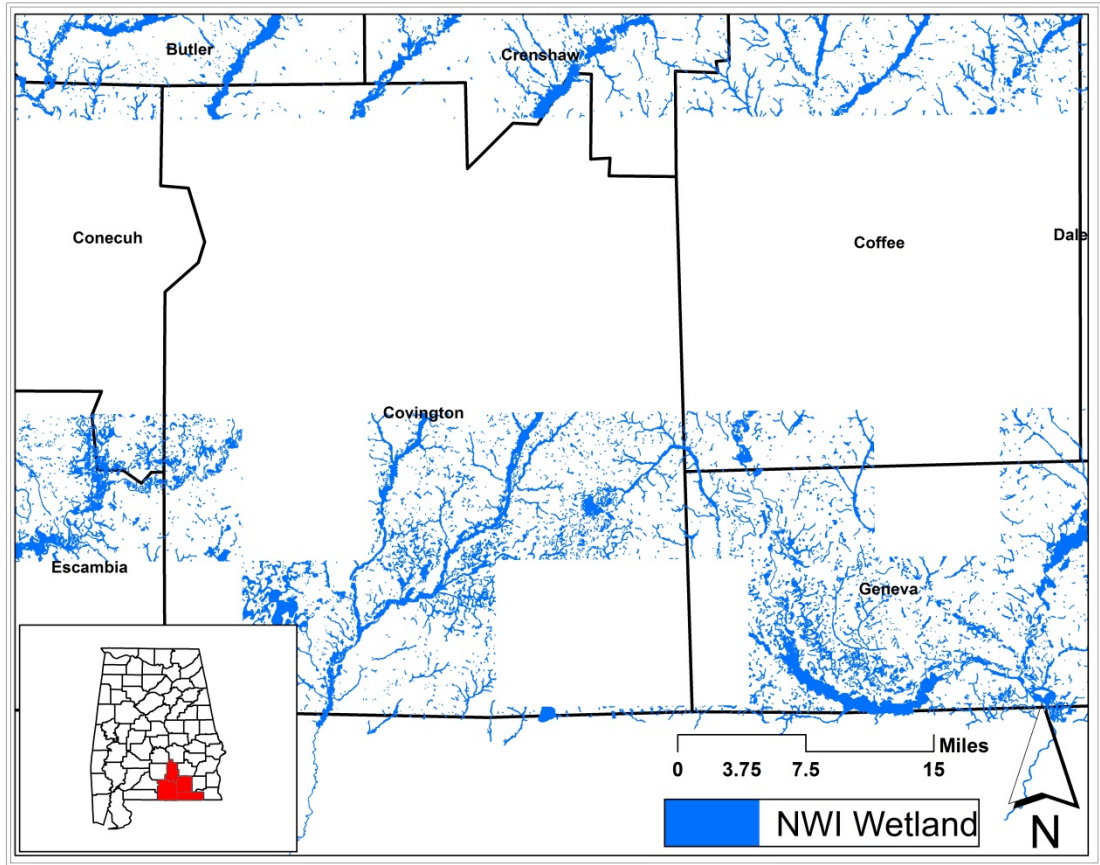 Butler
Crenshaw
Conecuh
Coffee
Dale
Covington
Escambia
Geneva
Miles
0 3.75 7.5 15
NWI Wetland
N